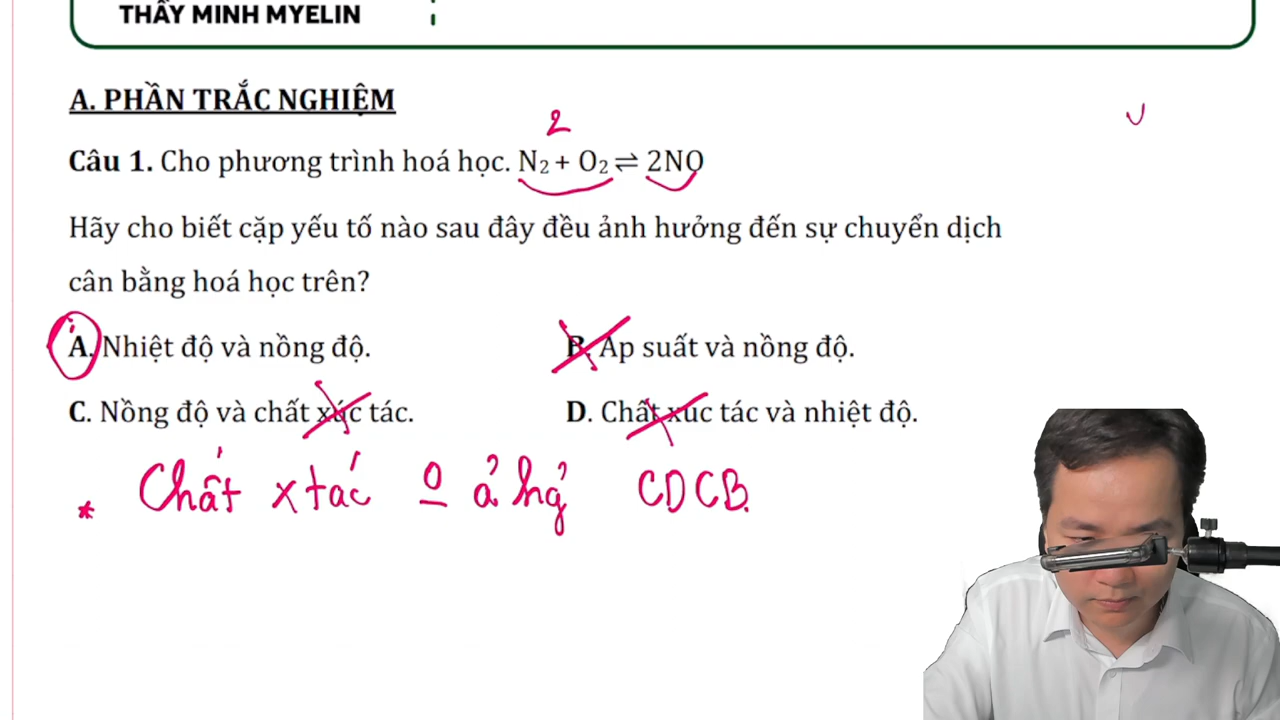 THẦY MINH MYELIN
A. PHẦN TRẮC NGHIỆM
2
Câu 1. Cho phương trình hoá học. N₂ + O₂ ⇌ 2NO
Hãy cho biết cặp yếu tố nào sau đây đều ảnh hưởng đến sự chuyển dịch
cân bằng hoá học trên?
A. Nhiệt độ và nồng độ. B. Áp suất và nồng độ.
C. Nồng độ và chất xúc tác. D. Chất xúc tác và nhiệt độ.
* Chất x tác o ả hg̉ CDCB.